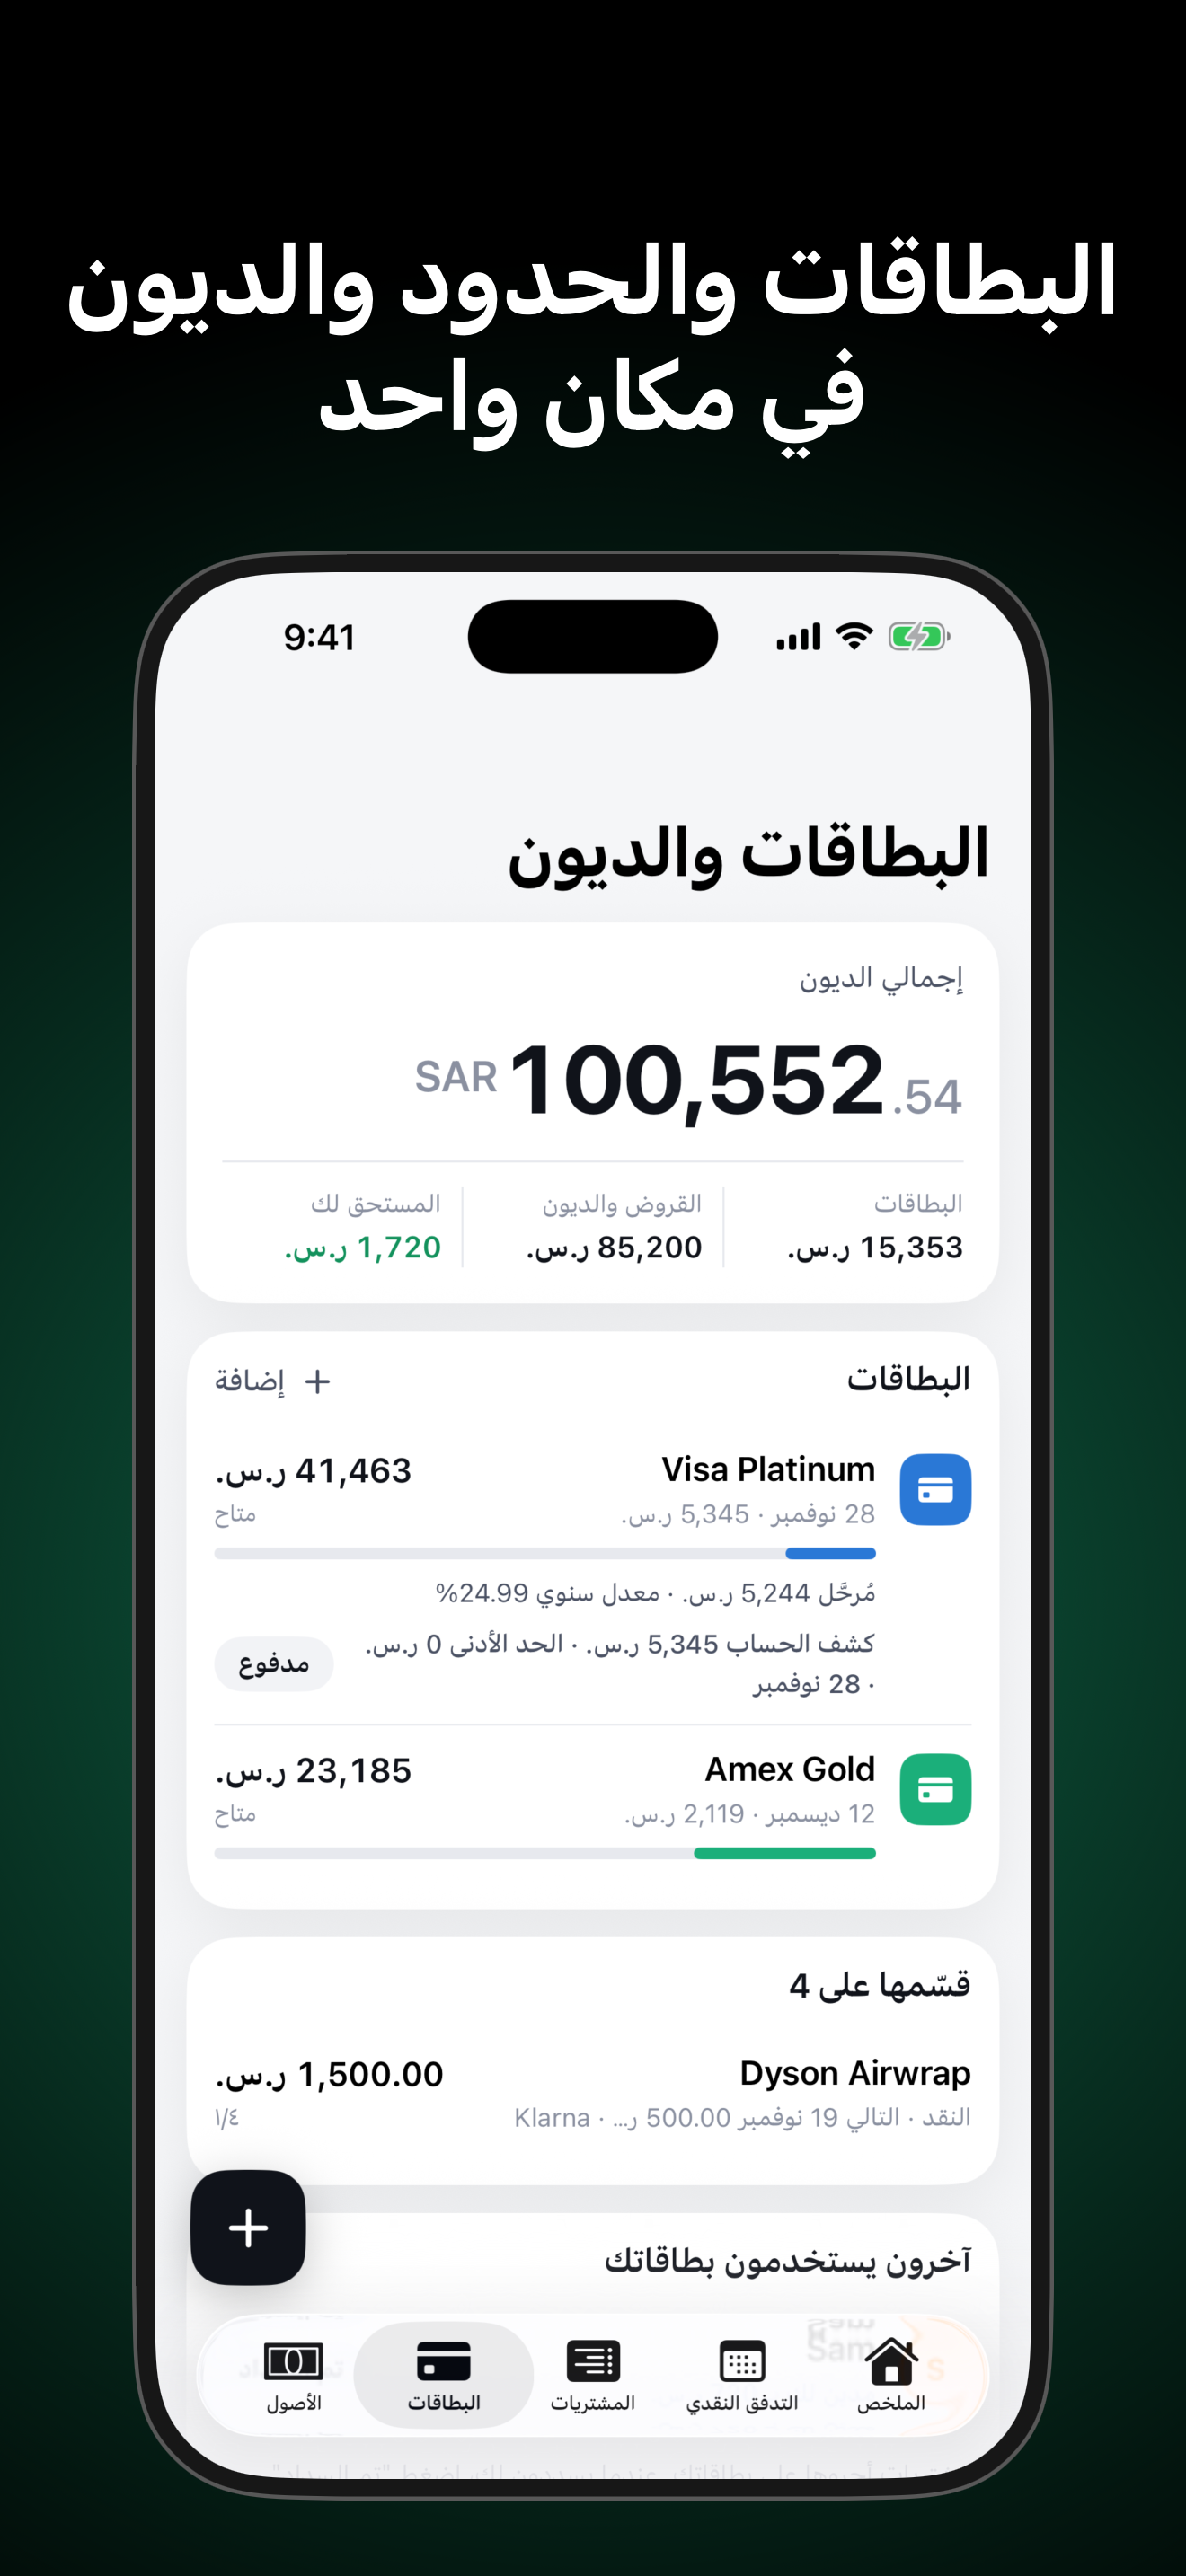 البطاقات والحدود والديون
في مكان واحد
9:41
البطاقات والديون
إجمالي الديون
100,552.54 SAR
البطاقات
15,353 ر.س.
القروض والديون
85,200 ر.س.
المستحق لك
1,720 ر.س.
البطاقات
+ إضافة
Visa Platinum
41,463 ر.س.
28 نوفمبر · 5,345 ر.س.
متاح
مُرحَّل 5,244 ر.س. · معدل سنوي 24.99%
كشف الحساب 5,345 ر.س. · الحد الأدنى 0 ر.س.
· 28 نوفمبر
مدفوع
Amex Gold
23,185 ر.س.
12 ديسمبر · 2,119 ر.س.
متاح
قسّمها على 4
Dyson Airwrap
1,500.00 ر.س.
النقد · التالي 19 نوفمبر 500.00 ر... · Klarna
١/٤
آخرون يستخدمون بطاقاتك
Sam
الملخص
التدفق النقدي
المشتريات
البطاقات
الأصول